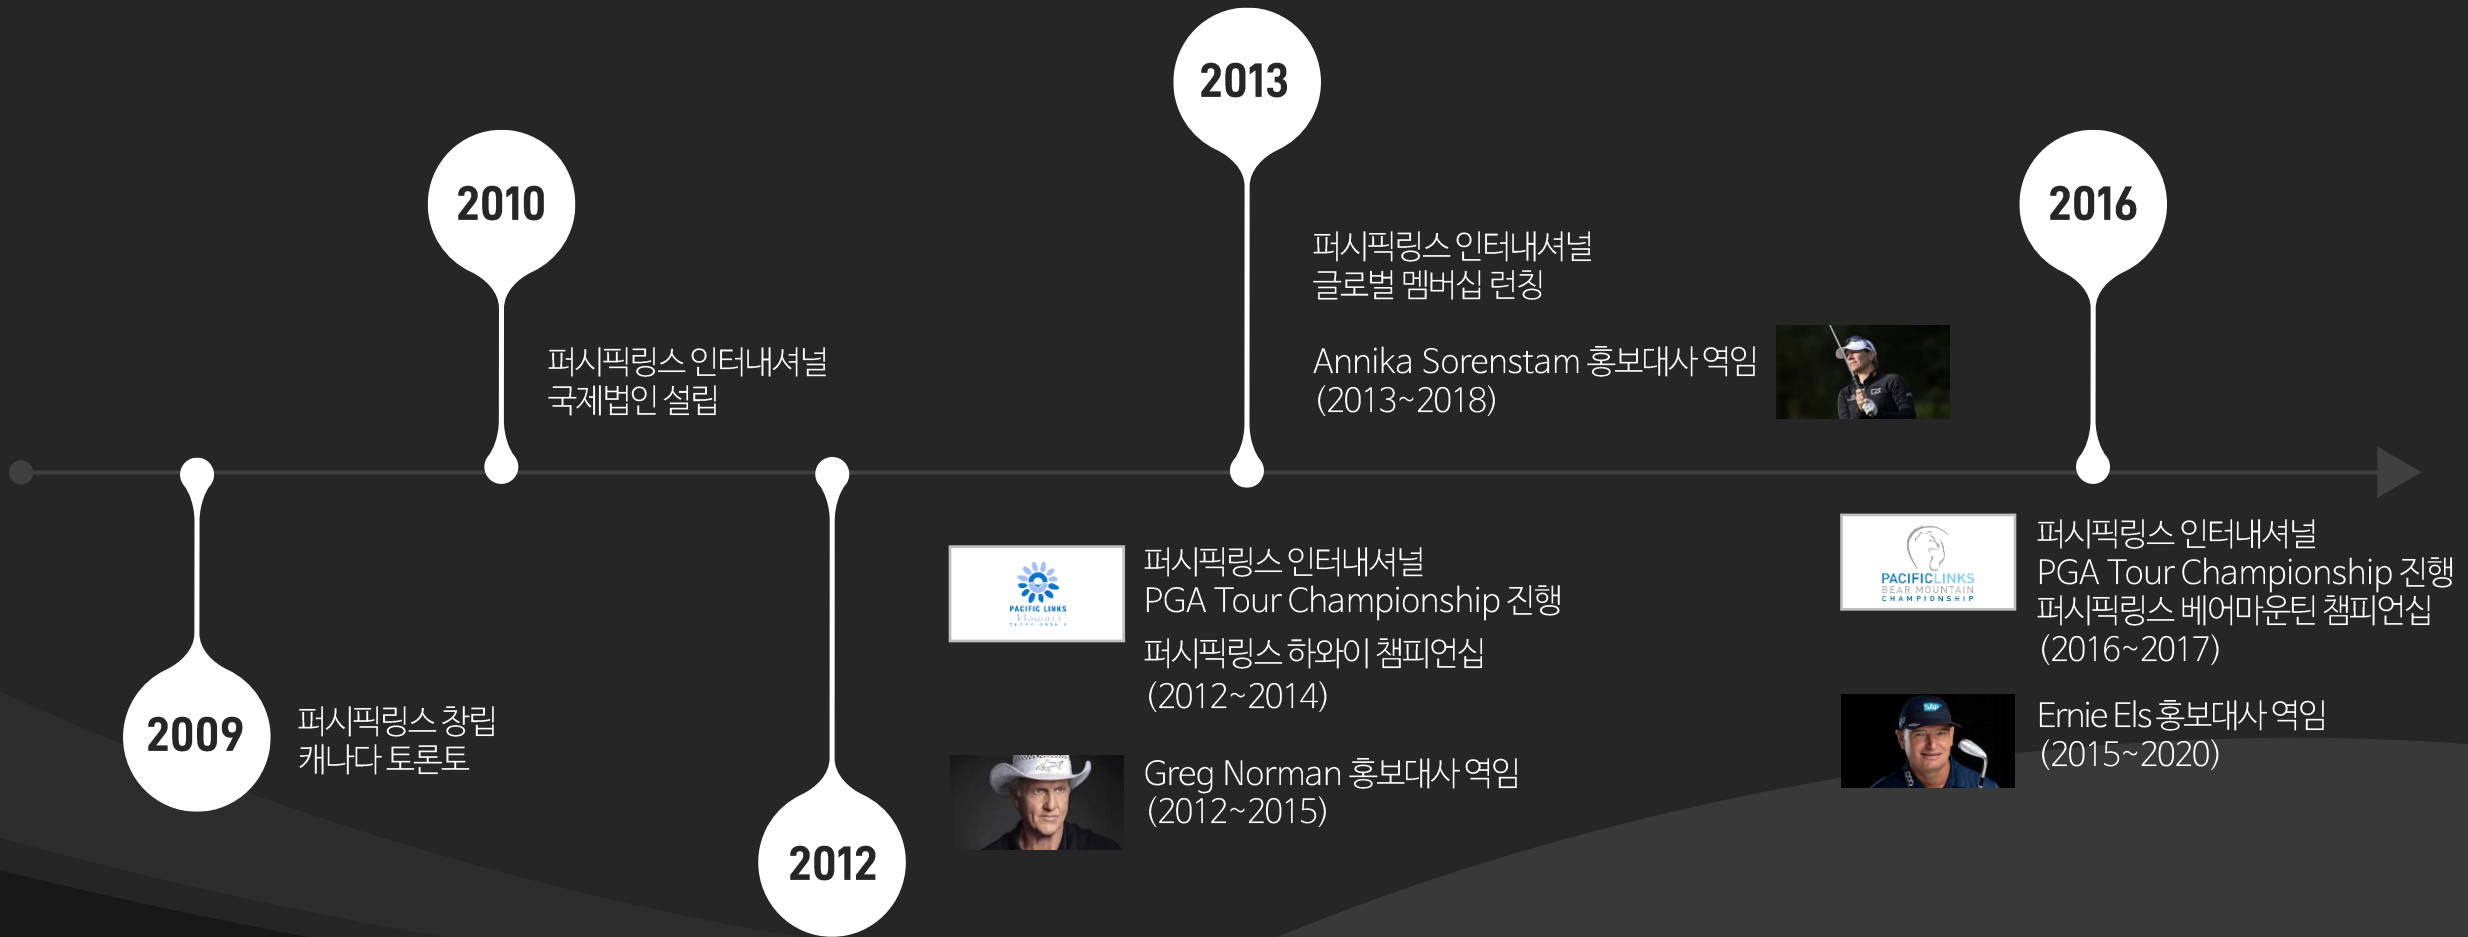 2009
퍼시픽링스 창립
캐나다 토론토
2010
퍼시픽링스 인터내셔널
국제법인 설립
2012
PACIFIC LINKS
Hawaii
CHAMPIONSHIP
퍼시픽링스 인터내셔널
PGA Tour Championship 진행
퍼시픽링스 하와이 챔피언십
(2012~2014)
Greg Norman 홍보대사 역임
(2012~2015)
2013
퍼시픽링스 인터내셔널
글로벌 멤버십 런칭
Annika Sorenstam 홍보대사 역임
(2013~2018)
2016
PACIFICLINKS
BEAR MOUNTAIN
CHAMPIONSHIP
퍼시픽링스 인터내셔널
PGA Tour Championship 진행
퍼시픽링스 베어마운틴 챔피언십
(2016~2017)
SAP
Ernie Els 홍보대사 역임
(2015~2020)